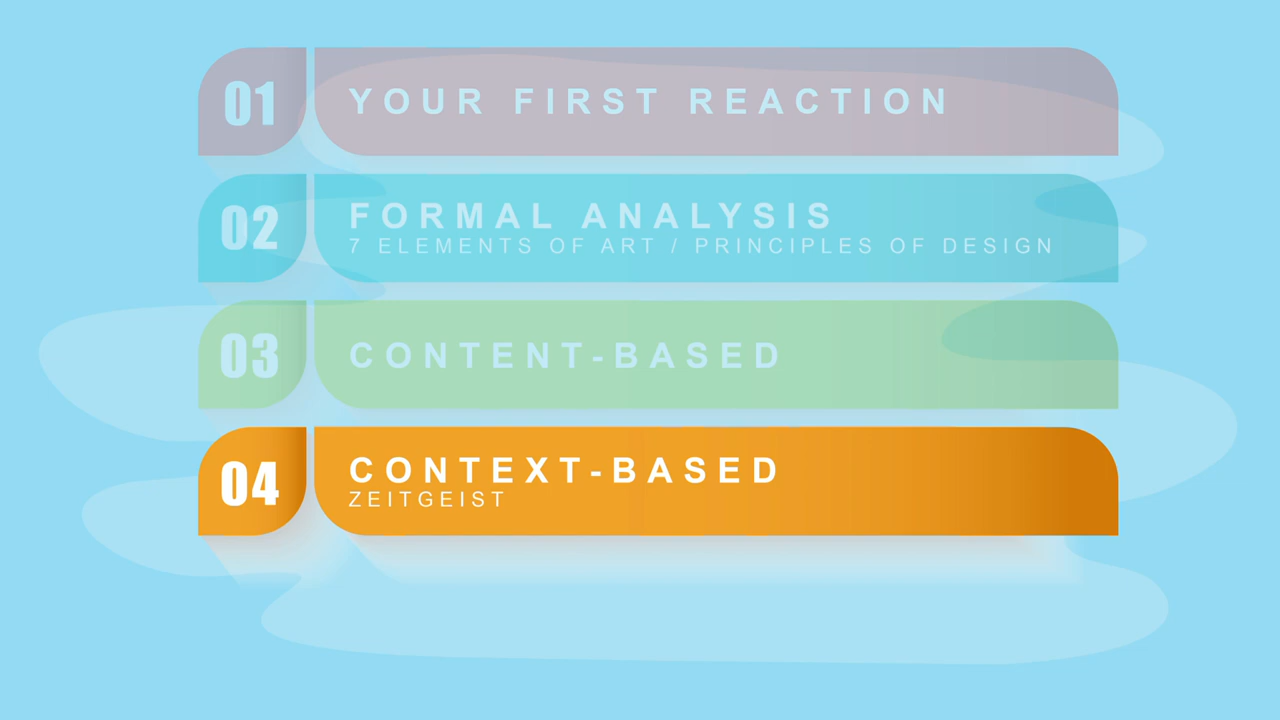 01
YOUR FIRST REACTION
02
FORMAL ANALYSIS
7 ELEMENTS OF ART / PRINCIPLES OF DESIGN
03
CONTENT-BASED
04
CONTEXT-BASED
ZEITGEIST